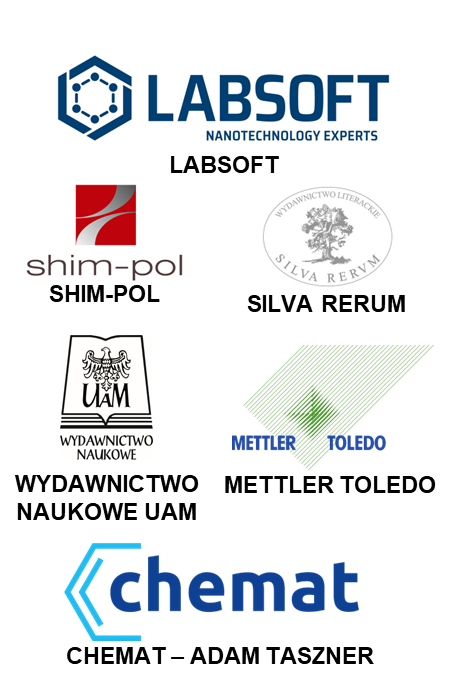 LABSOFT
NANOTECHNOLOGY EXPERTS
LABSOFT
shim-pol
SHIM-POL
WYDAWNICTWO LITERACKIE
SILVA RERVM
SILVA RERUM
UAM
WYDAWNICTWO
NAUKOWE
WYDAWNICTWO
NAUKOWE UAM
METTLER TOLEDO
METTLER TOLEDO
chemat
CHEMAT – ADAM TASZNER